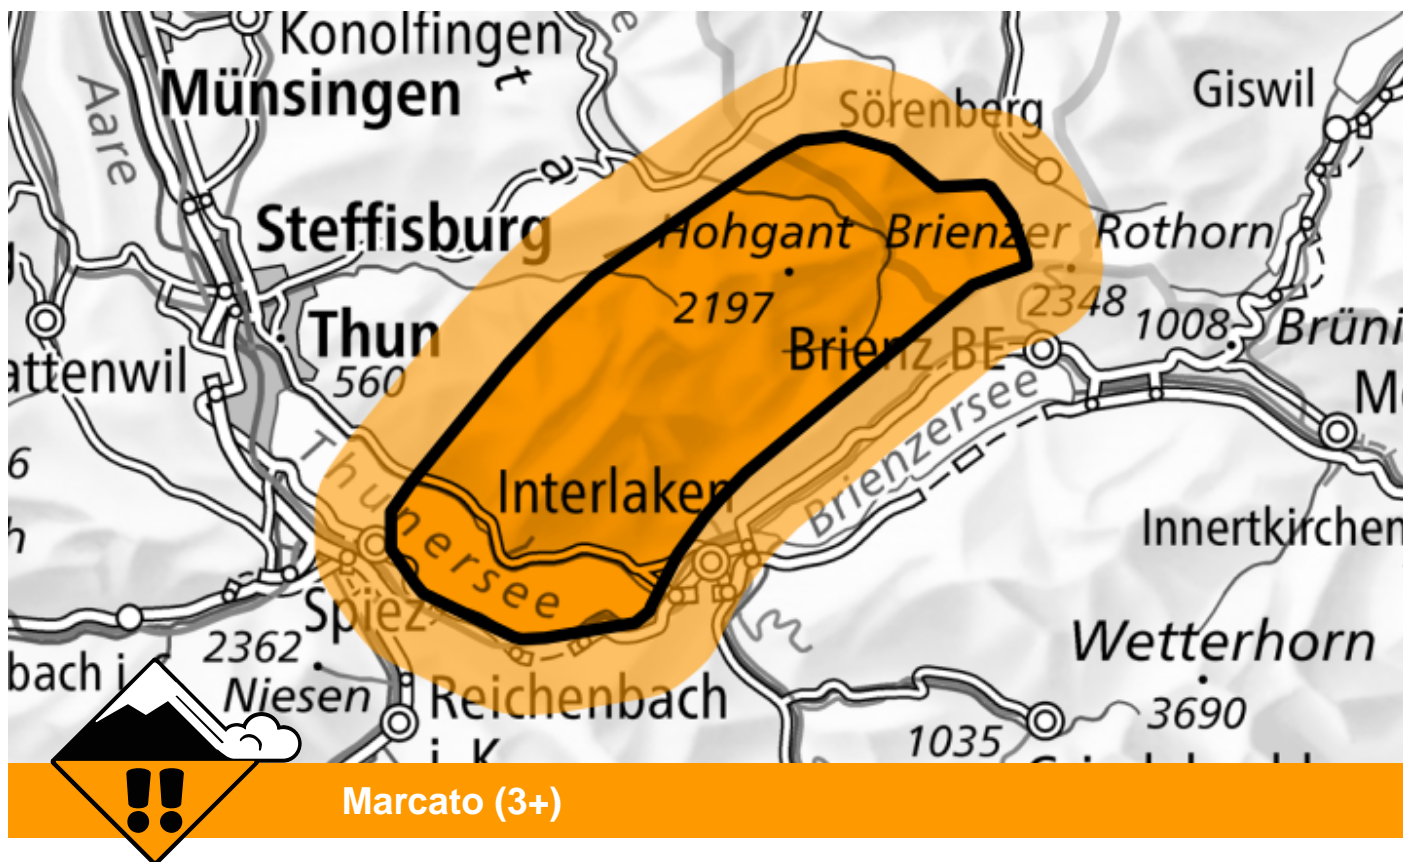 Konolfingen
Münsingen
Aare
Sörenberg
Giswil
Steffisburg
Hohgant
Brienzer Rothorn
2197
2348
1008
Thun
560
Brienz BE
Brienzersee
attenwil
6
Thunersee
Interlaken
Innertkirchen
Spiez
2362
Niesen
Reichenbach
i. K
Wetterhorn
3690
1035
bach i
Marcato (3+)